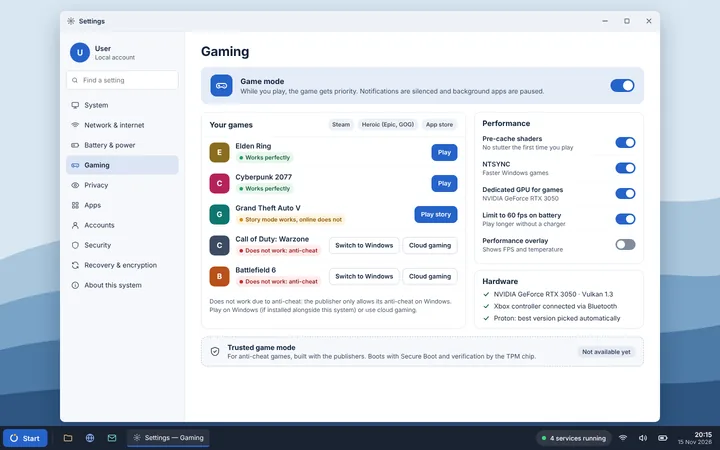 Settings
U
User
Local account
Find a setting
System
Network & internet
Battery & power
Gaming
Privacy
Apps
Accounts
Security
Recovery & encryption
About this system
Gaming
Game mode
While you play, the game gets priority. Notifications are silenced and background apps are paused.
Your games
Steam
Heroic (Epic, GOG)
App store
E
Elden Ring
Works perfectly
Play
C
Cyberpunk 2077
Works perfectly
Play
G
Grand Theft Auto V
Story mode works, online does not
Play story
C
Call of Duty: Warzone
Does not work: anti-cheat
Switch to Windows
Cloud gaming
B
Battlefield 6
Does not work: anti-cheat
Switch to Windows
Cloud gaming
Does not work due to anti-cheat: the publisher only allows its anti-cheat on Windows.
Play on Windows (if installed alongside this system) or use cloud gaming.
Performance
Pre-cache shaders
No stutter the first time you play
NTSYNC
Faster Windows games
Dedicated GPU for games
NVIDIA GeForce RTX 3050
Limit to 60 fps on battery
Play longer without a charger
Performance overlay
Shows FPS and temperature
Hardware
NVIDIA GeForce RTX 3050 · Vulkan 1.3
Xbox controller connected via Bluetooth
Proton: best version picked automatically
Trusted game mode
For anti-cheat games, built with the publishers. Boots with Secure Boot and verification by the TPM chip.
Not available yet
Start
Settings — Gaming
4 services running
20:15
15 Nov 2026